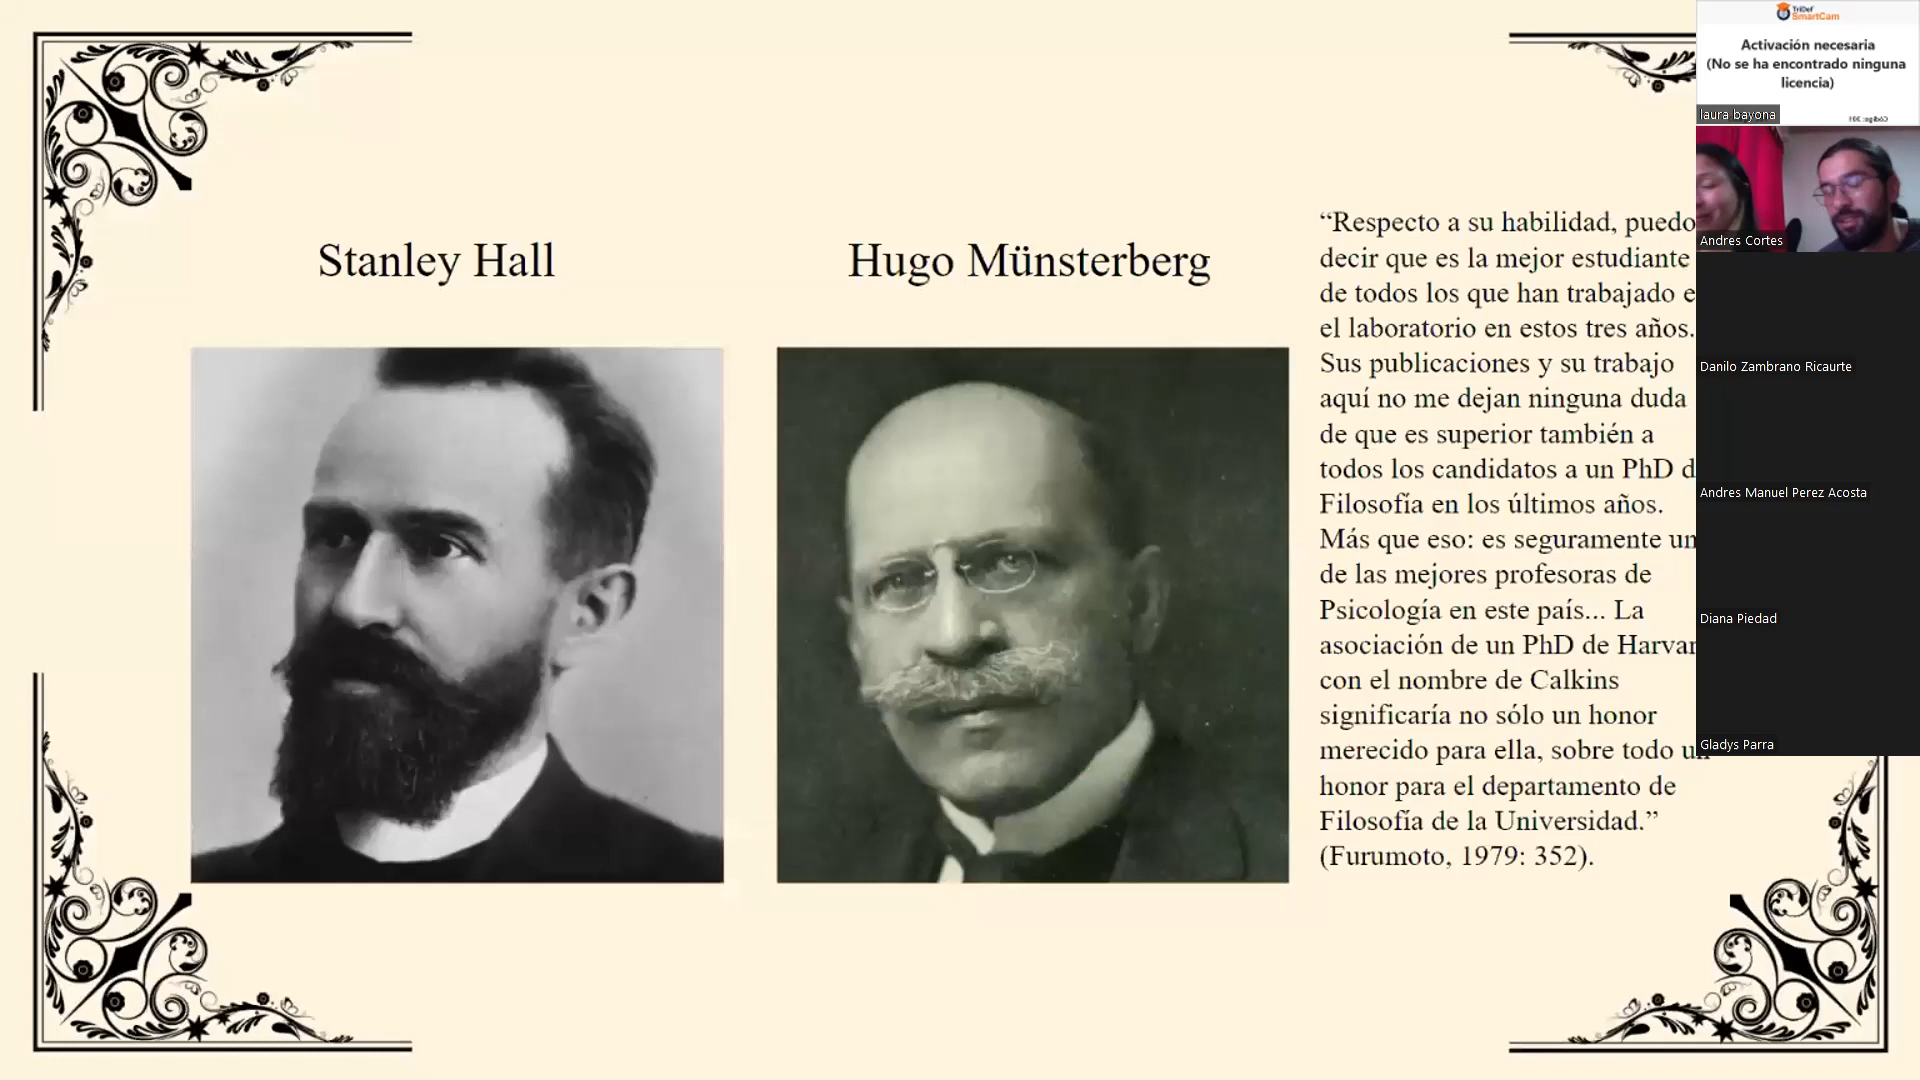 Stanley Hall
Hugo Münsterberg
“Respecto a su habilidad, puedo
decir que es la mejor estudiante
de todos los que han trabajado e
el laboratorio en estos tres años.
Sus publicaciones y su trabajo
aquí no me dejan ninguna duda
de que es superior también a
todos los candidatos a un PhD d
Filosofía en los últimos años.
Más que eso: es seguramente un
de las mejores profesoras de
Psicología en este país... La
asociación de un PhD de Harvar
con el nombre de Calkins
significaría no sólo un honor
merecido para ella, sobre todo un
honor para el departamento de
Filosofía de la Universidad.”
(Furumoto, 1979: 352).
TriDef
SmartCam
Activación necesaria
(No se ha encontrado ninguna
licencia)
laura bayona
Andres Cortes
Danilo Zambrano Ricaurte
Andres Manuel Perez Acosta
Diana Piedad
Gladys Parra